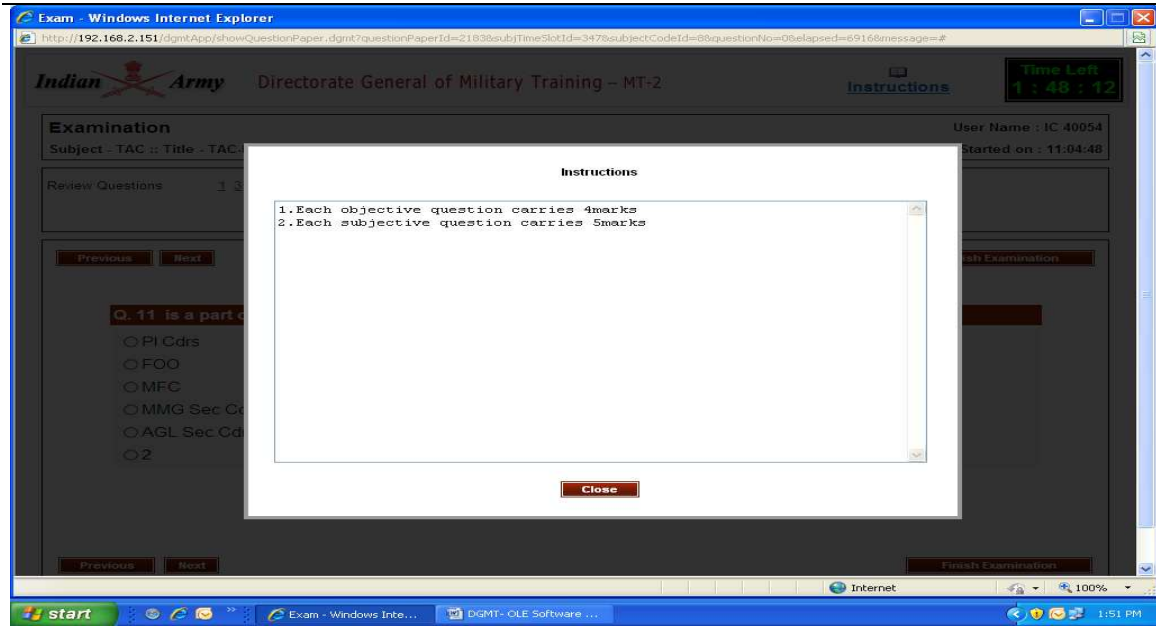 Exam - Windows Internet Explorer
http://192.168.2.151/dgmtApp/showQuestionPaper.dgmt?questionPaperId=2183&subjTimeSlotId=347&subjectCodeId=8&questionNo=0&elapsed=6916&message=#
Indian Army Directorate General of Military Training – MT-2 Instructions Time Left
1 : 48 : 12
Examination User Name : IC 40054
Subject - TAC :: Title - TAC- Started on : 11:04:48
Instructions
Review Questions 1 3
1.Each objective question carries 4marks
2.Each subjective question carries 5marks
Previous Next ish Examination
Q. 11 is a part
Pl Cdrs
FOO
MFC
MMG Sec
AGL Sec Cd
2
Close
Previous Next Finish Examination
Internet 100%
start Exam - Windows Inte... DGMT- OLE Software ... 1:51 PM